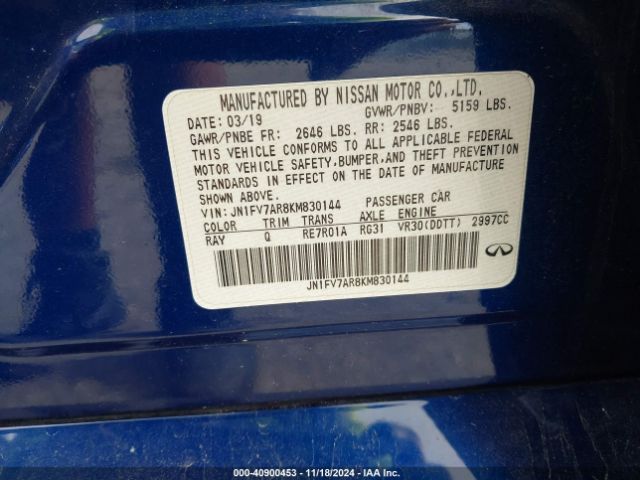 MANUFACTURED BY NISSAN MOTOR CO.,LTD.
DATE: 03/19 GVWR/PNBV: 5159 LBS.
GAWR/PNBE FR: 2646 LBS. RR: 2546 LBS.
THIS VEHICLE CONFORMS TO ALL APPLICABLE FEDERAL
MOTOR VEHICLE SAFETY,BUMPER,AND THEFT PREVENTION
STANDARDS IN EFFECT ON THE DATE OF MANUFACTURE
SHOWN ABOVE.
VIN: JN1FV7AR8KM830144 PASSENGER CAR
COLOR TRIM TRANS AXLE ENGINE
RAY Q RE7R01A RG31 VR30(DDTT) 2997CC
JN1FV7AR8KM830144
000-40900453 - 11/18/2024 - IAA Inc.